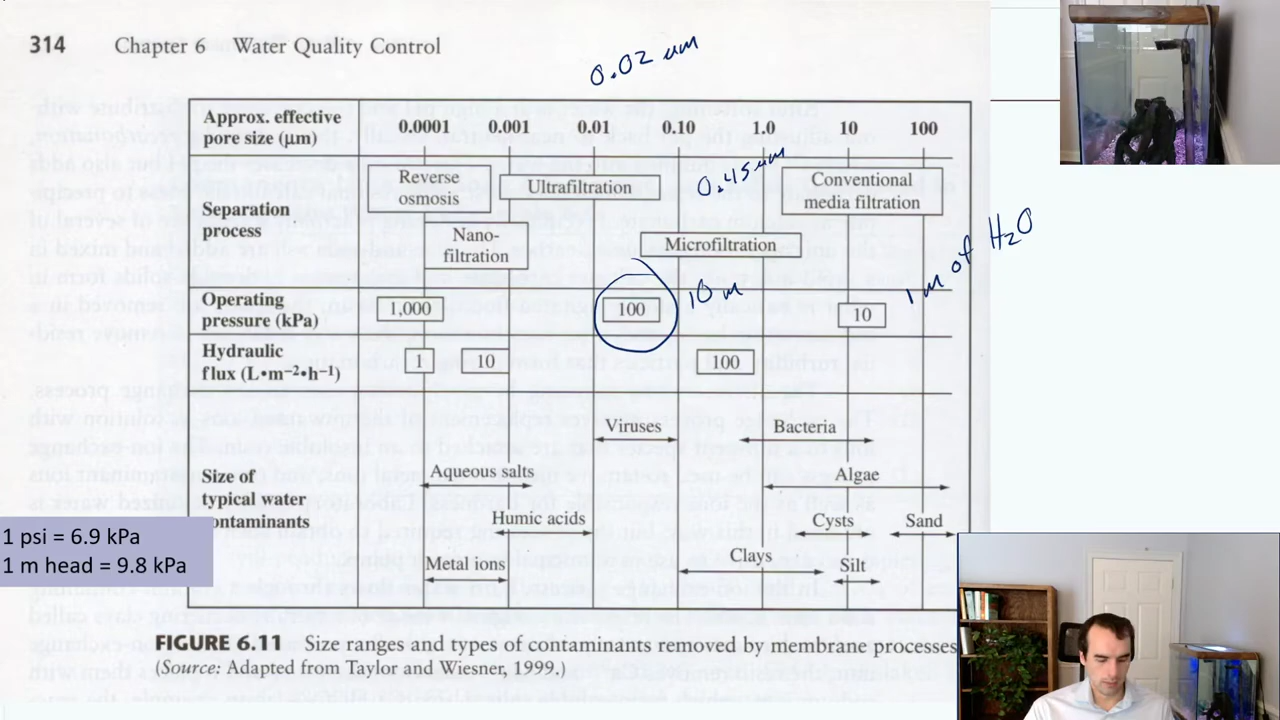 314 Chapter 6 Water Quality Control
0.02 um
Approx. effective
pore size (μm)
0.0001 0.001 0.01 0.10 1.0 10 100
Separation
process
Reverse
osmosis
Ultrafiltration
0.45 um
Conventional
media filtration
Nano-
filtration
Microfiltration
Operating
pressure (kPa)
1,000
100
10 m
10
1 m of H2O
Hydraulic
flux (L•m⁻²•h⁻¹)
1
10
100
Size of
typical water
contaminants
Viruses
Bacteria
Aqueous salts
Algae
Humic acids
Cysts
Sand
Metal ions
Clays
Silt
1 psi = 6.9 kPa
1 m head = 9.8 kPa
FIGURE 6.11 Size ranges and types of contaminants removed by membrane processes
(Source: Adapted from Taylor and Wiesner, 1999.)